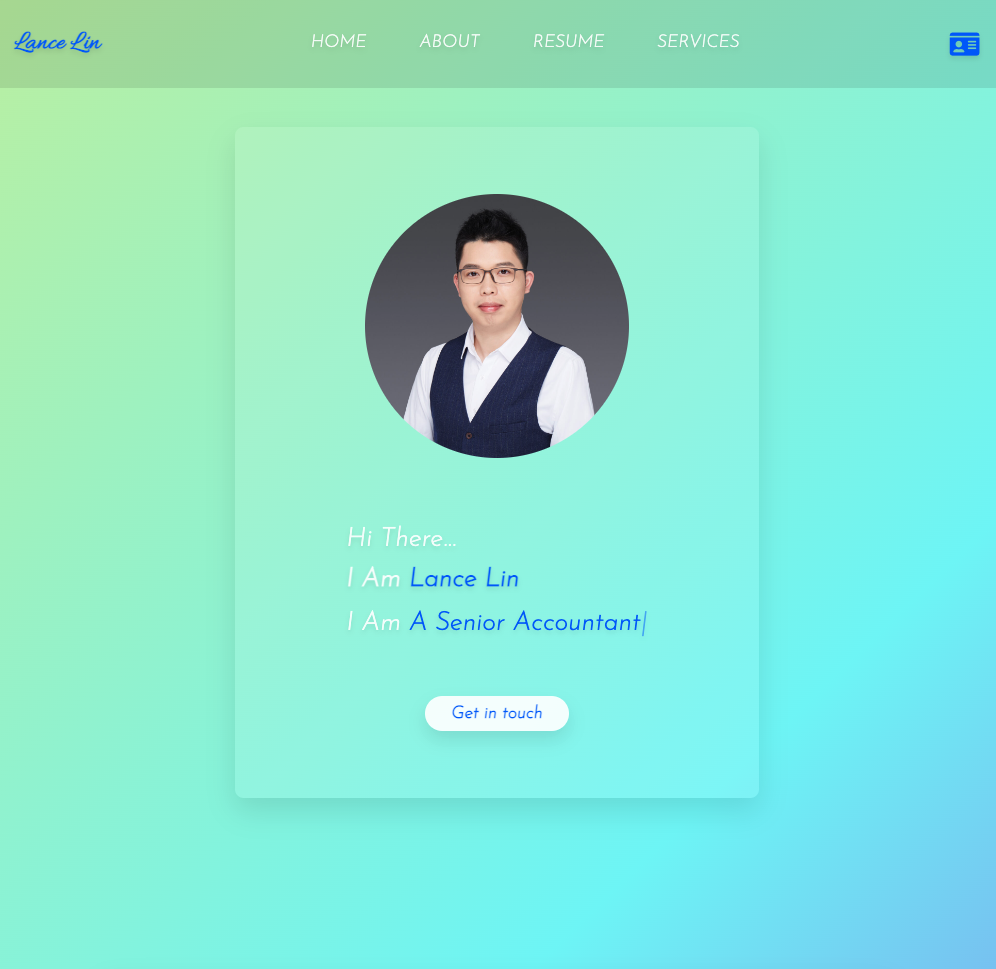 Lance Lin
HOME ABOUT RESUME SERVICES
Hi There...
I Am Lance Lin
I Am A Senior Accountant|
Get in touch